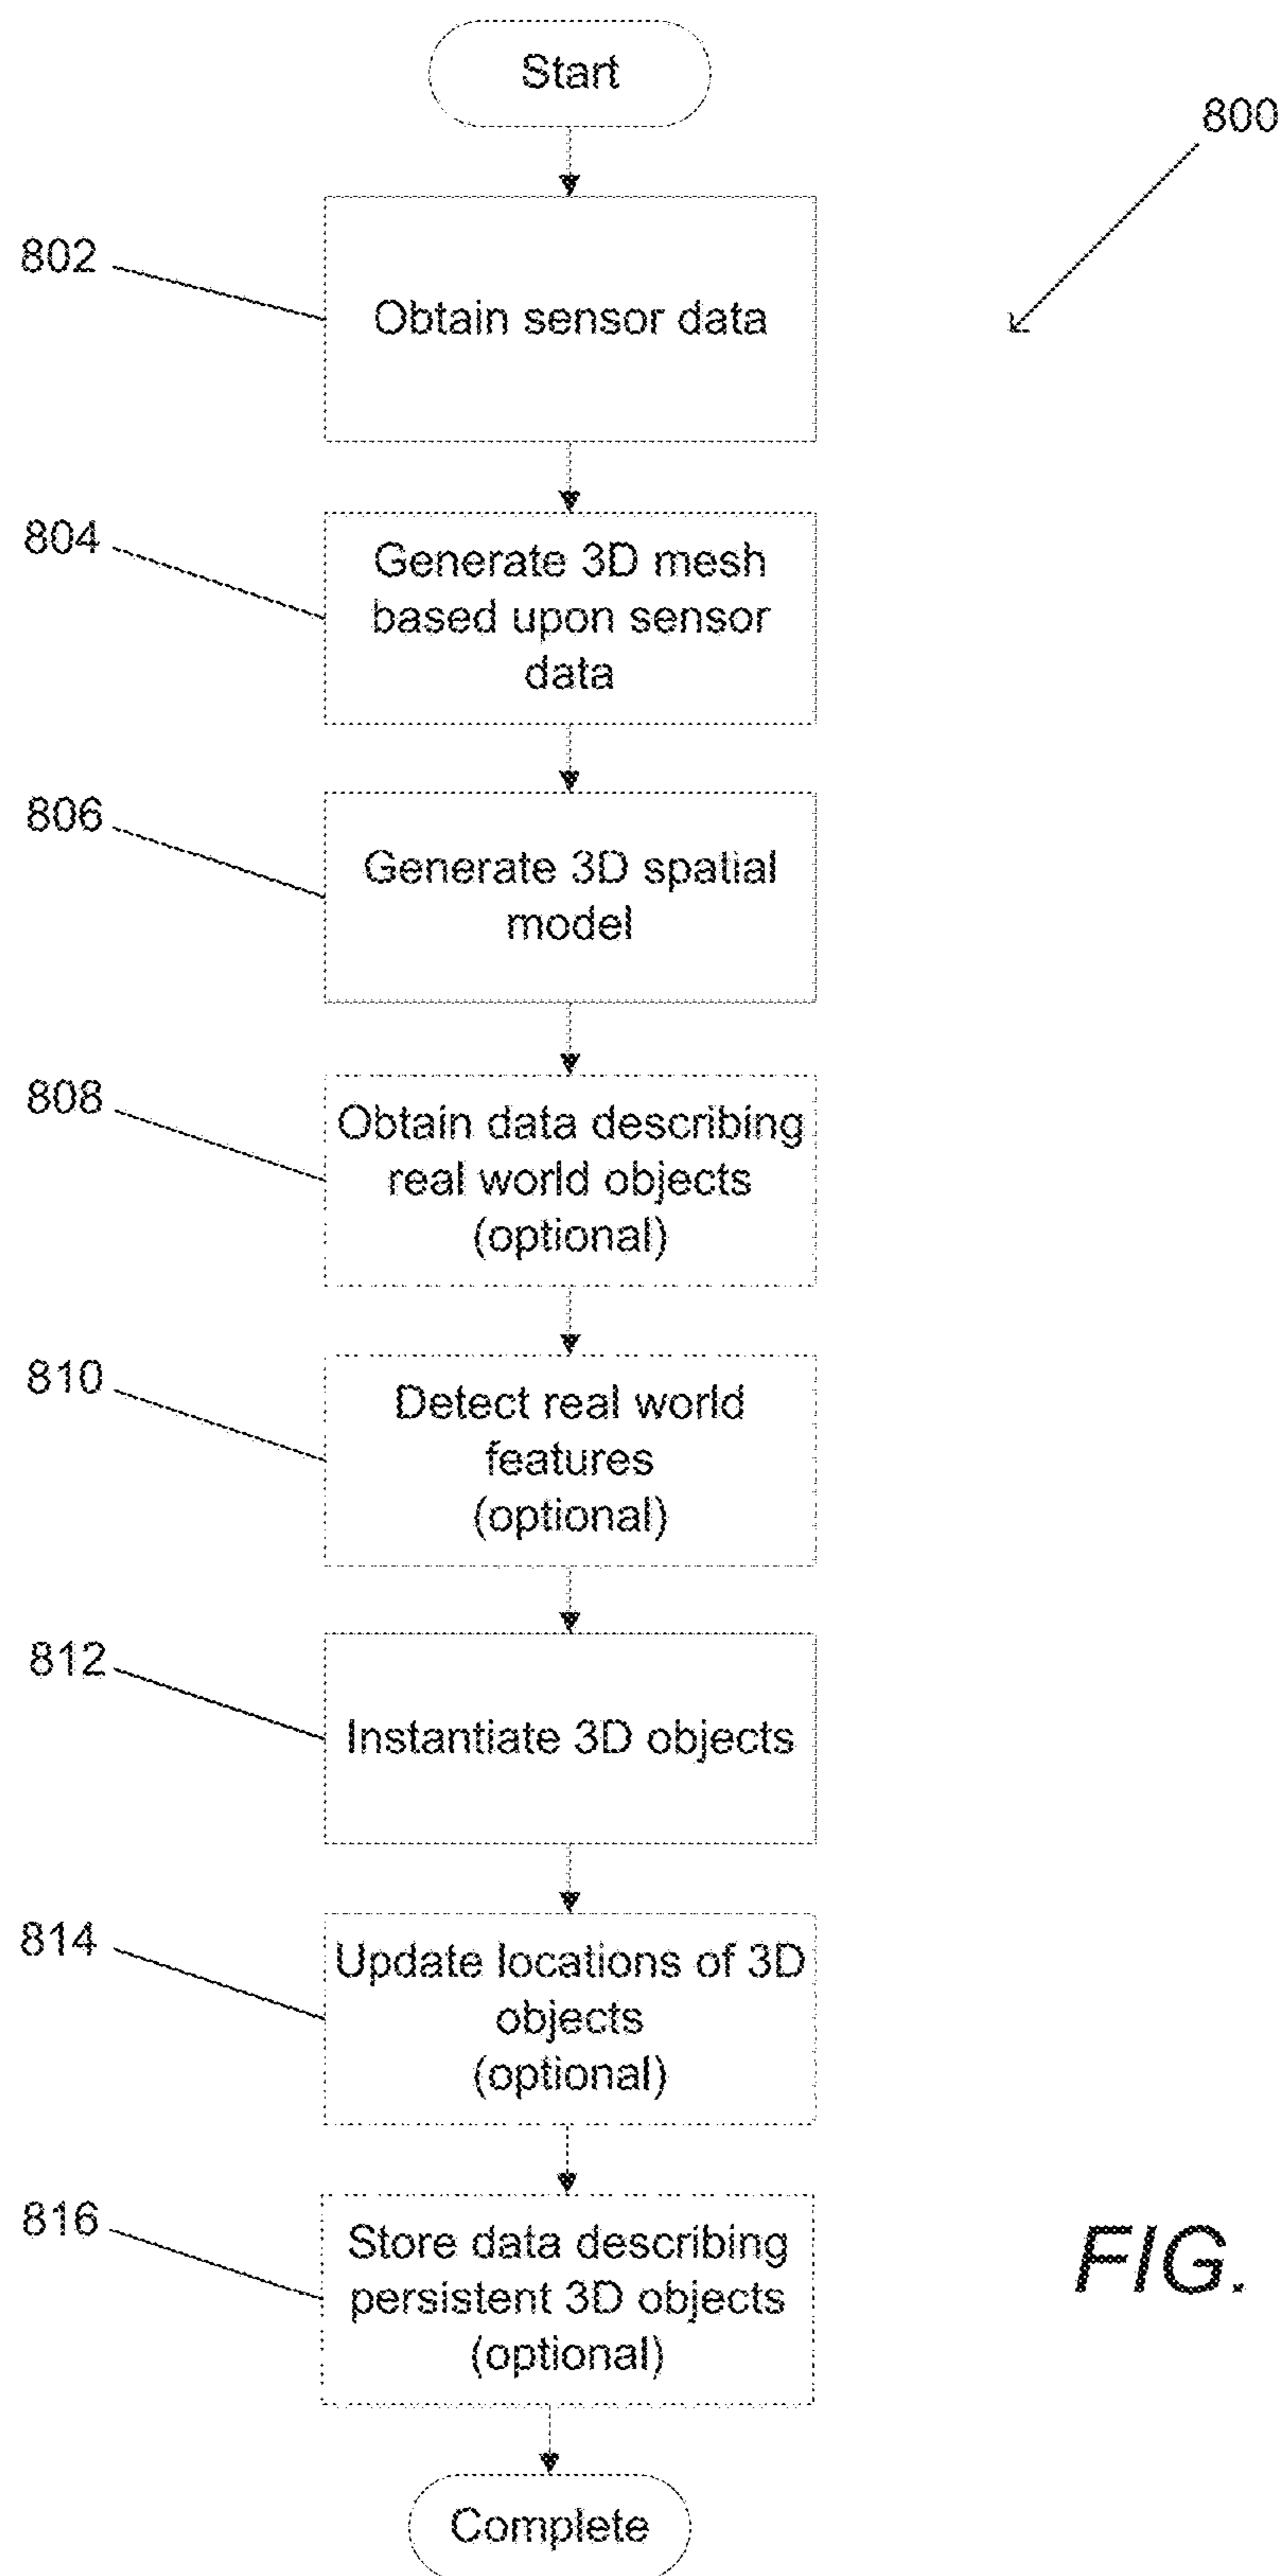 Start
800
802
Obtain sensor data
804
Generate 3D mesh
based upon sensor
data
806
Generate 3D spatial
model
808
Obtain data describing
real world objects
(optional)
810
Detect real world
features
(optional)
812
Instantiate 3D objects
814
Update locations of 3D
objects
(optional)
816
Store data describing
persistent 3D objects
(optional)
FIG.
Complete